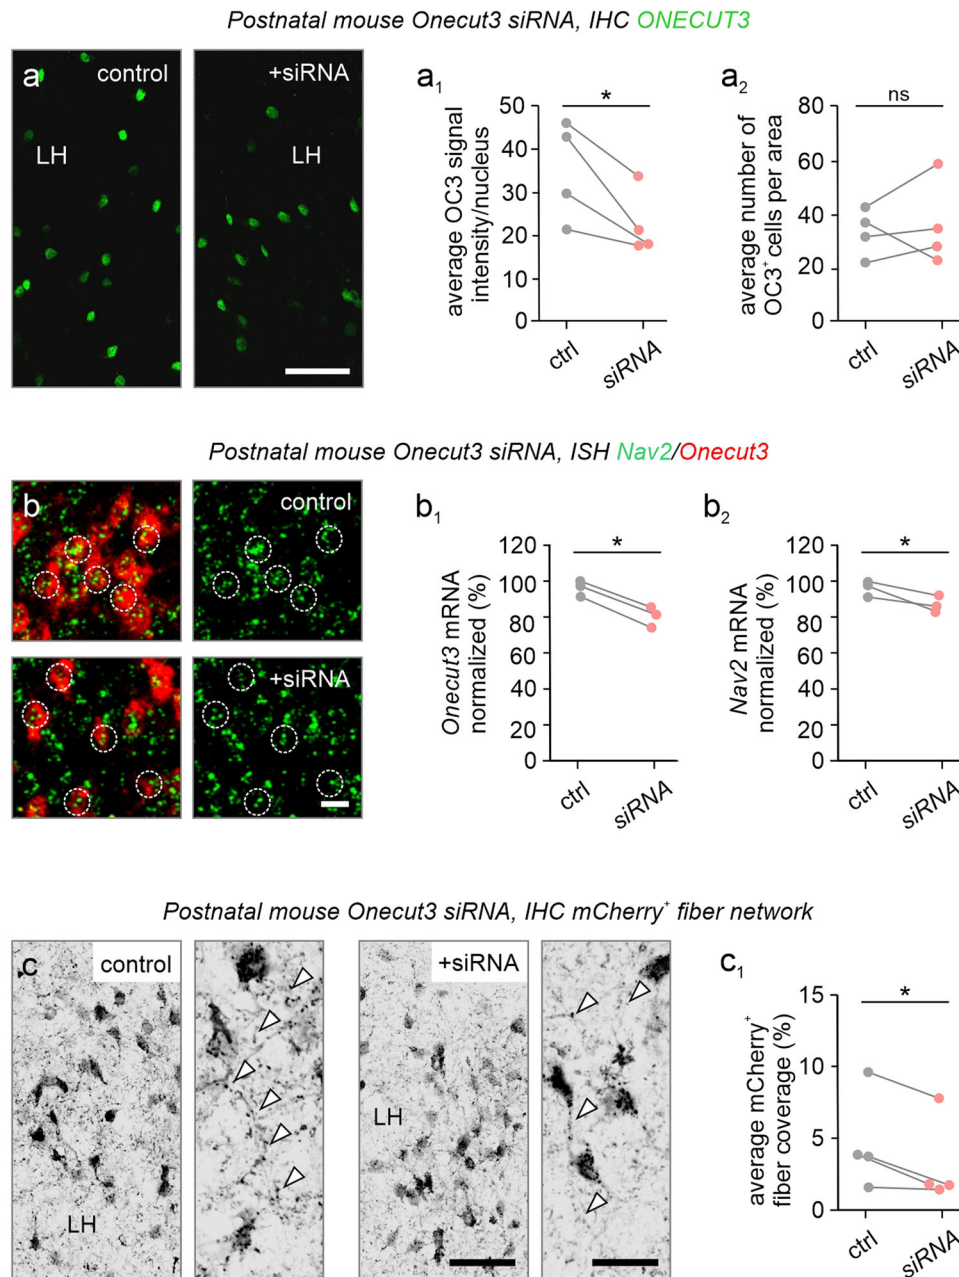 Postnatal mouse Onecut3 siRNA, IHC ONECUT3
a
control
LH
+siRNA
LH
a1
average OC3 signal
intensity/nucleus
50
40
30
20
10
0
*
ctrl
siRNA
a2
average number of
OC3+ cells per area
80
60
40
20
0
ns
ctrl
siRNA
Postnatal mouse Onecut3 siRNA, ISH Nav2/Onecut3
b
control
+siRNA
b1
Onecut3 mRNA
normalized (%)
120
100
80
60
40
20
0
*
ctrl
siRNA
b2
Nav2 mRNA
normalized (%)
120
100
80
60
40
20
0
*
ctrl
siRNA
Postnatal mouse Onecut3 siRNA, IHC mCherry+ fiber network
c
control
LH
+siRNA
LH
c1
average mCherry+
fiber coverage (%)
15
10
5
0
*
ctrl
siRNA